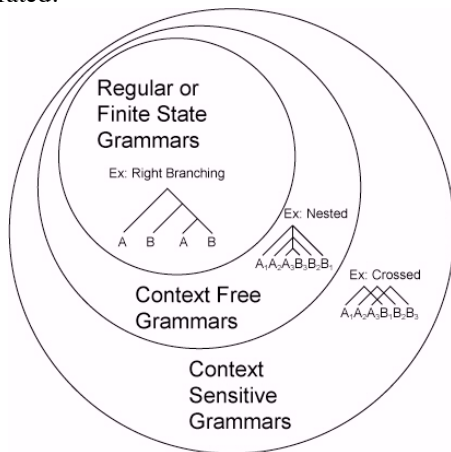 Regular or
Finite State
Grammars
Ex: Right Branching
A B A B
Ex: Nested
A₁A₂A₃B₃B₂B₁
Ex: Crossed
A₁A₂A₃B₁B₂B₃
Context Free
Grammars
Context
Sensitive
Grammars